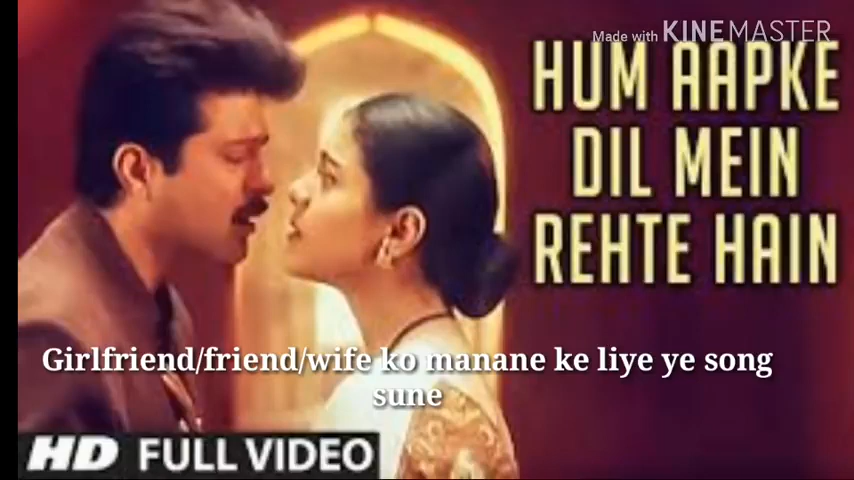 Made with KINEMASTER
HUM AAPKE
DIL MEIN
REHTE HAIN
Girlfriend/friend/wife ko manane ke liye ye song
sune
HD FULL VIDEO